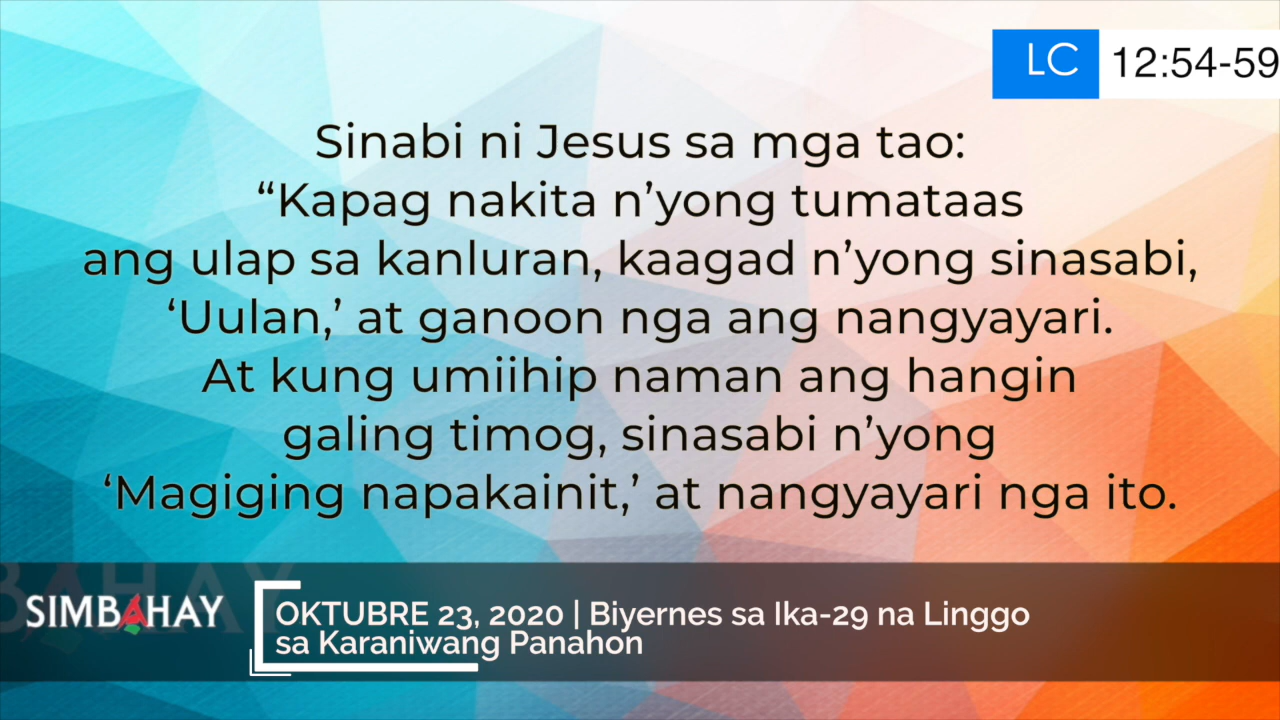 LC 12:54-59
Sinabi ni Jesus sa mga tao:
“Kapag nakita n’yong tumataas
ang ulap sa kanluran, kaagad n’yong sinasabi,
‘Uulan,’ at ganoon nga ang nangyayari.
At kung umiihip naman ang hangin
galing timog, sinasabi n’yong
‘Magiging napakainit,’ at nangyayari nga ito.
SIMBAHAY
OKTUBRE 23, 2020 | Biyernes sa Ika-29 na Linggo
sa Karaniwang Panahon